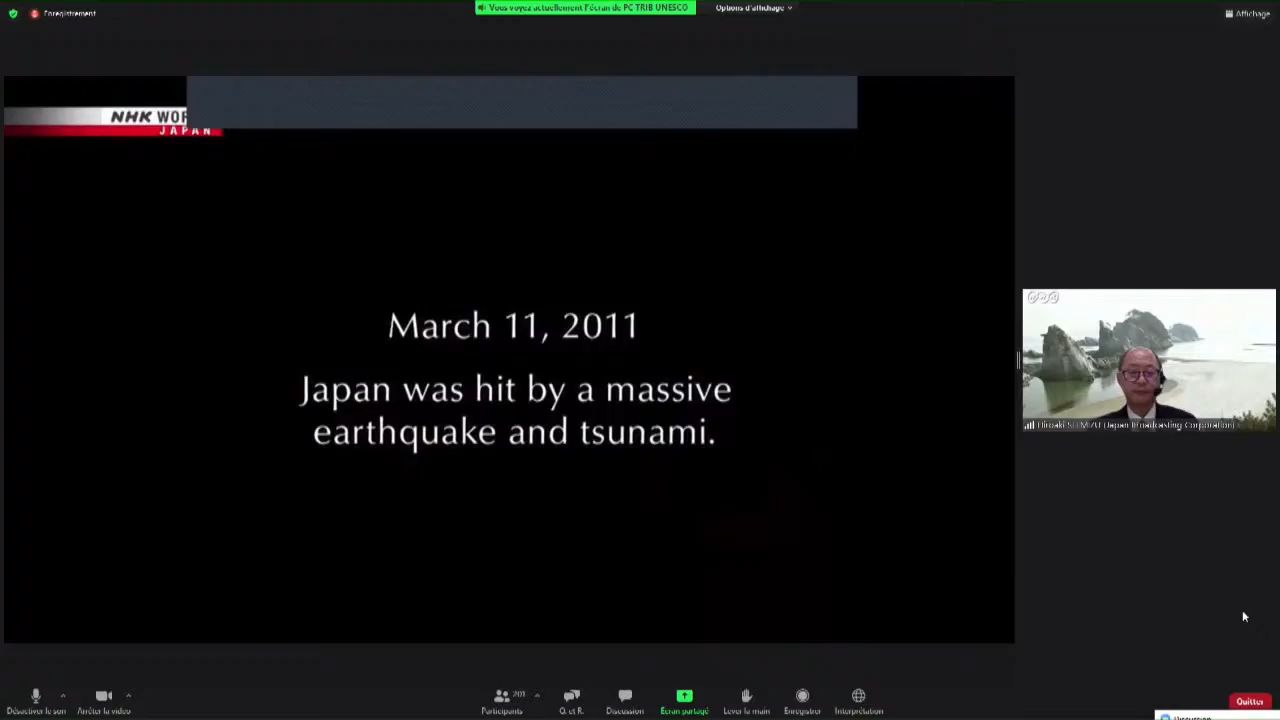 Enregistrement
Vous voyez actuellement l'écran de PC TRIB UNESCO
Options d'affichage
Affichage
NHK WOR
JAPAN
March 11, 2011
Japan was hit by a massive
earthquake and tsunami.
(Japan Broadcasting Corporation)
Désactiver le son
Arrêter la vidéo
201
Participants
Q. et R.
Discussion
Écran partagé
Lever la main
Enregistrer
Interprétation
Quitter
Discussion